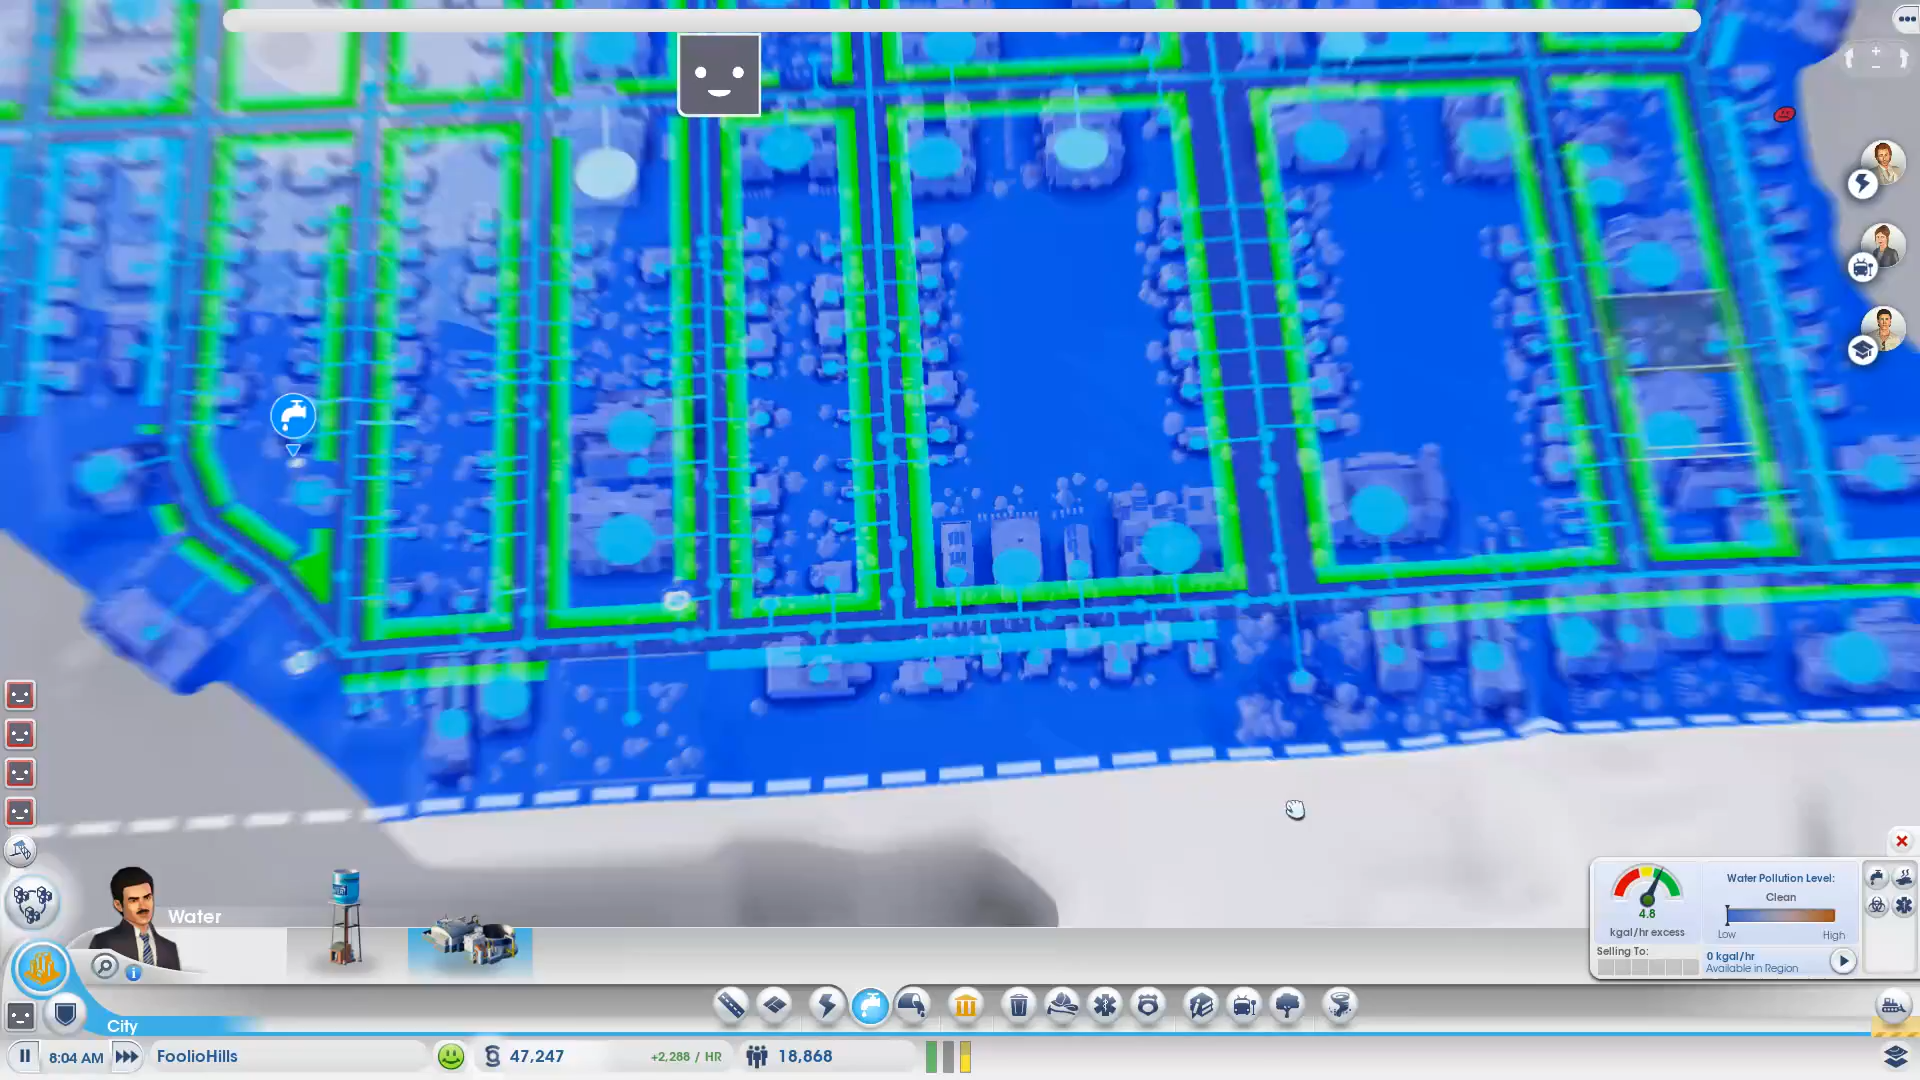 Water
4.8
kgal/hr excess
Selling To:
Water Pollution Level:
Clean
Low
High
0 kgal/hr
Available in Region
City
8:04 AM
FoolioHills
47,247
+2,288 / HR
18,868